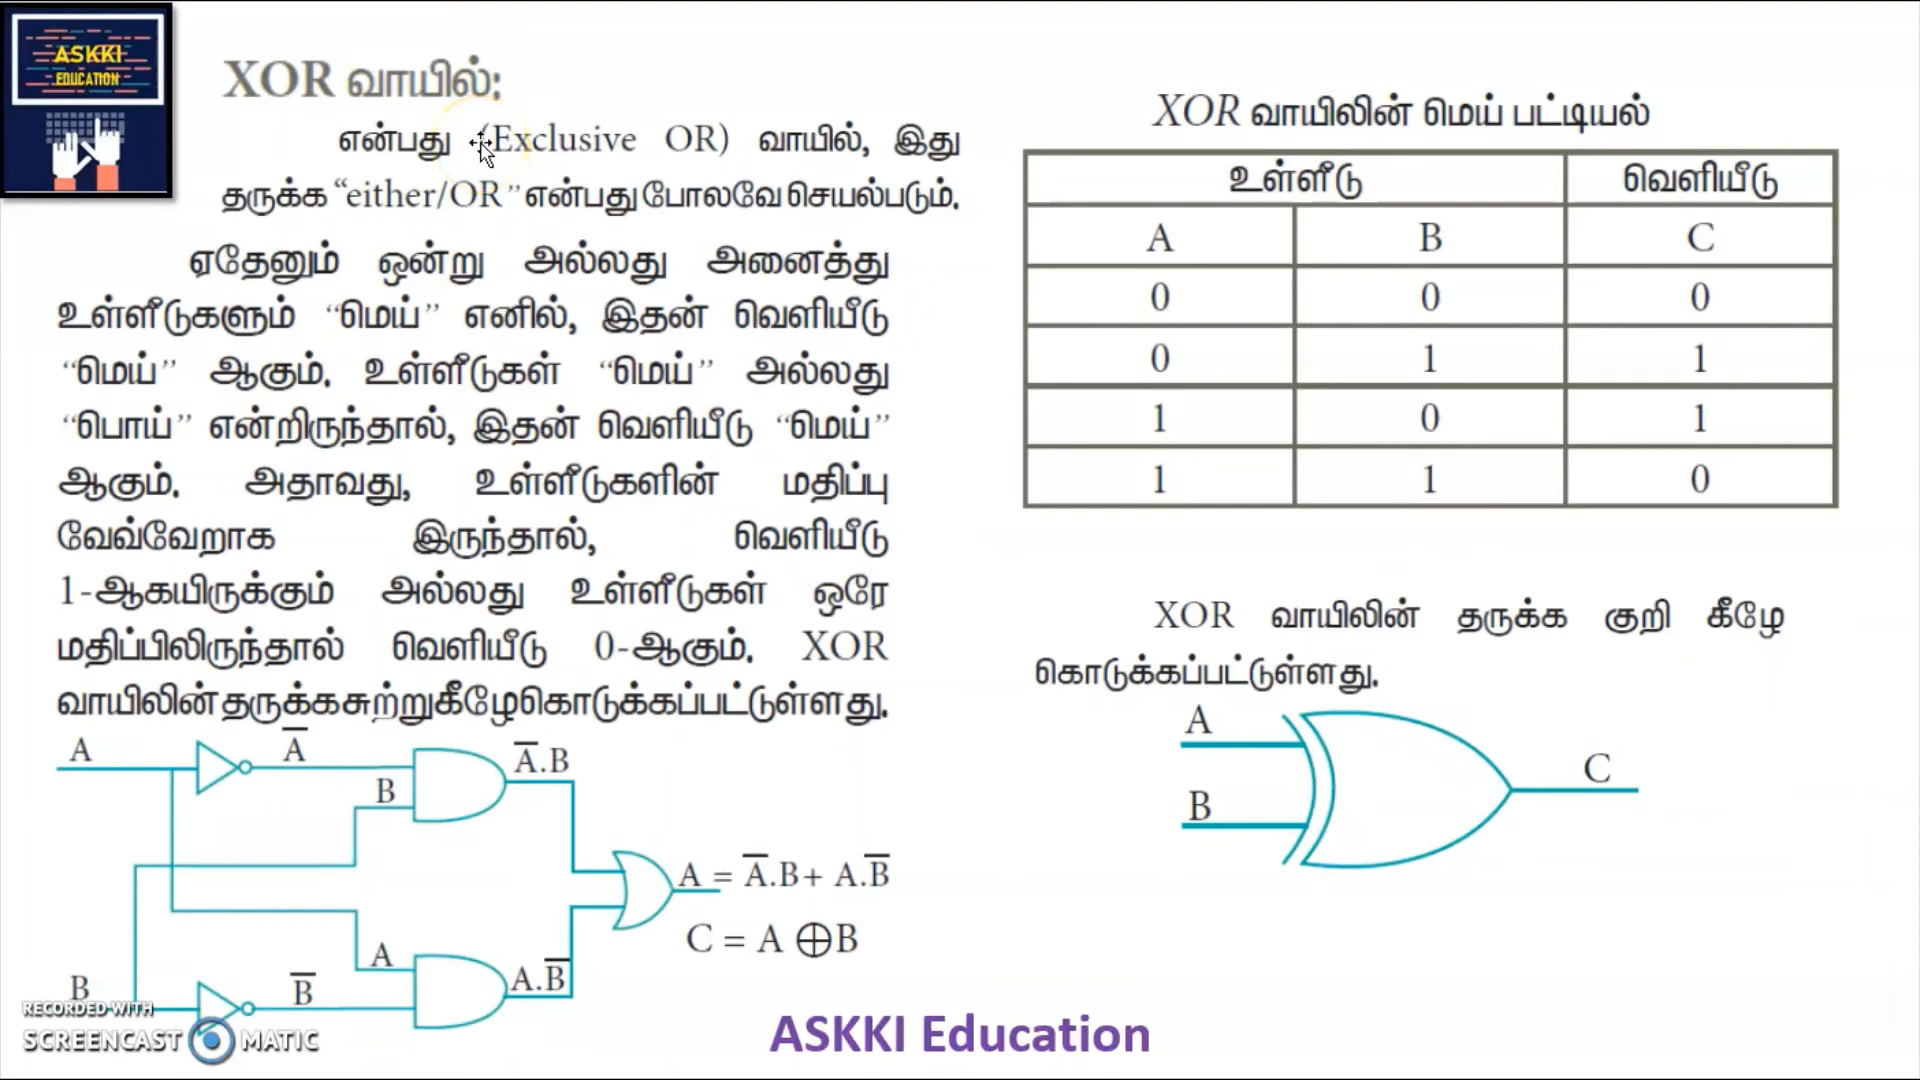 ASKKI
EDUCATION
XOR வாயில்:
என்பது (Exclusive OR) வாயில், இது
தருக்க “either/OR” என்பது போலவே செயல்படும்.
ஏதேனும் ஒன்று அல்லது அனைத்து
உள்ளீடுகளும் “மெய்” எனில், இதன் வெளியீடு
“மெய்” ஆகும். உள்ளீடுகள் “மெய்” அல்லது
“பொய்” என்றிருந்தால், இதன் வெளியீடு “மெய்”
ஆகும். அதாவது, உள்ளீடுகளின் மதிப்பு
வேவ்வேறாக இருந்தால், வெளியீடு
1-ஆகயிருக்கும் அல்லது உள்ளீடுகள் ஒரே
மதிப்பிலிருந்தால் வெளியீடு 0-ஆகும். XOR
வாயிலின் தருக்க சுற்று கீழே கொடுக்கப்பட்டுள்ளது.
A
A̅
B
A̅.B
A = A̅.B + A.B̅
C = A ⊕ B
A
A.B̅
B
B̅
XOR வாயிலின் மெய் பட்டியல்
உள்ளீடு வெளியீடு
A B C
0 0 0
0 1 1
1 0 1
1 1 0
XOR வாயிலின் தருக்க குறி கீழே
கொடுக்கப்பட்டுள்ளது.
A
B
C
RECORDED WITH
SCREENCAST MATIC
ASKKI Education